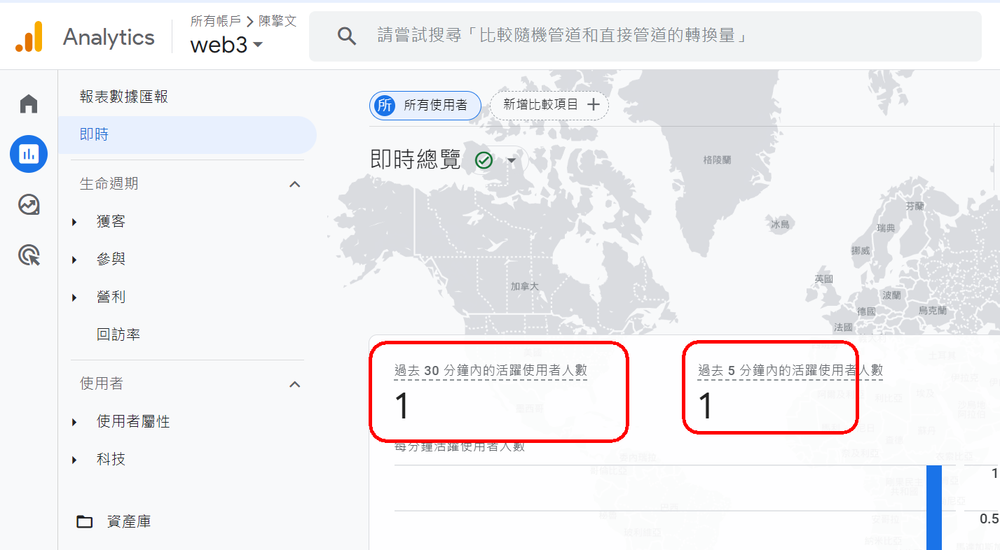 Analytics
所有帳戶 > 陳擎文
web3
請嘗試搜尋「比較隨機管道和直接管道的轉換量」
報表數據匯報
即時
生命週期
獲客
參與
營利
回訪率
使用者
使用者屬性
科技
資產庫
所 所有使用者
新增比較項目 +
即時總覽
格陵蘭
冰島
芬蘭
瑞典
挪威
英國
加拿大
波蘭
德國
烏克蘭
法國
過去 30 分鐘內的活躍使用者人數
1
過去 5 分鐘內的活躍使用者人數
1
每分鐘活躍使用者人數
1
0.5